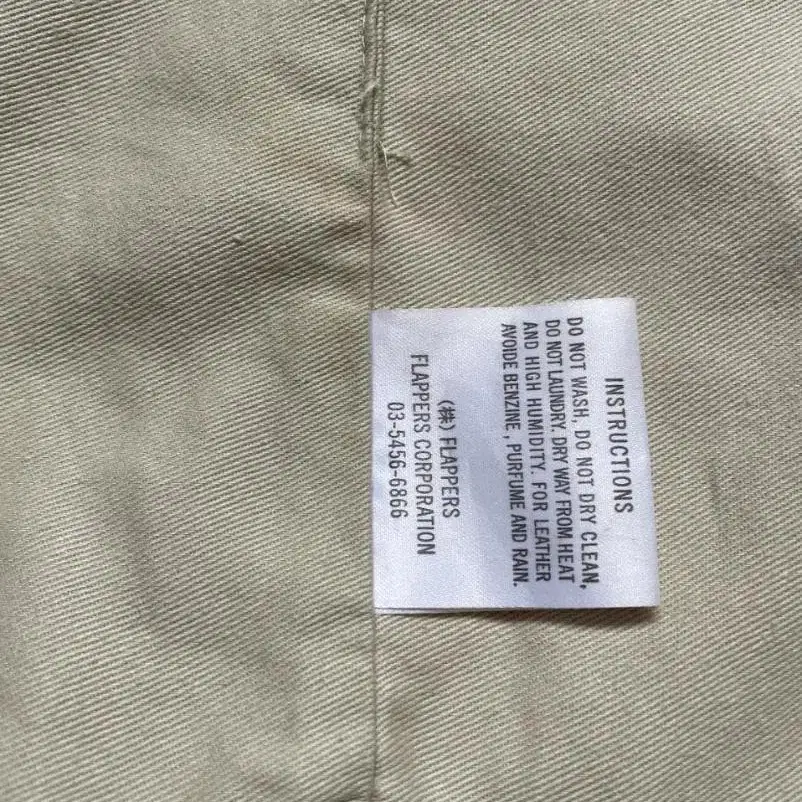 INSTRUCTIONS
DO NOT WASH. DO NOT DRY CLEAN,
DO NOT LAUNDRY. DRY WAY FROM HEAT
AND HIGH HUMIDITY. FOR LEATHER
AVOIDE BENZINE, PURFUME AND RAIN.
(株) FLAPPERS
FLAPPERS CORPORATION
03-5456-6866